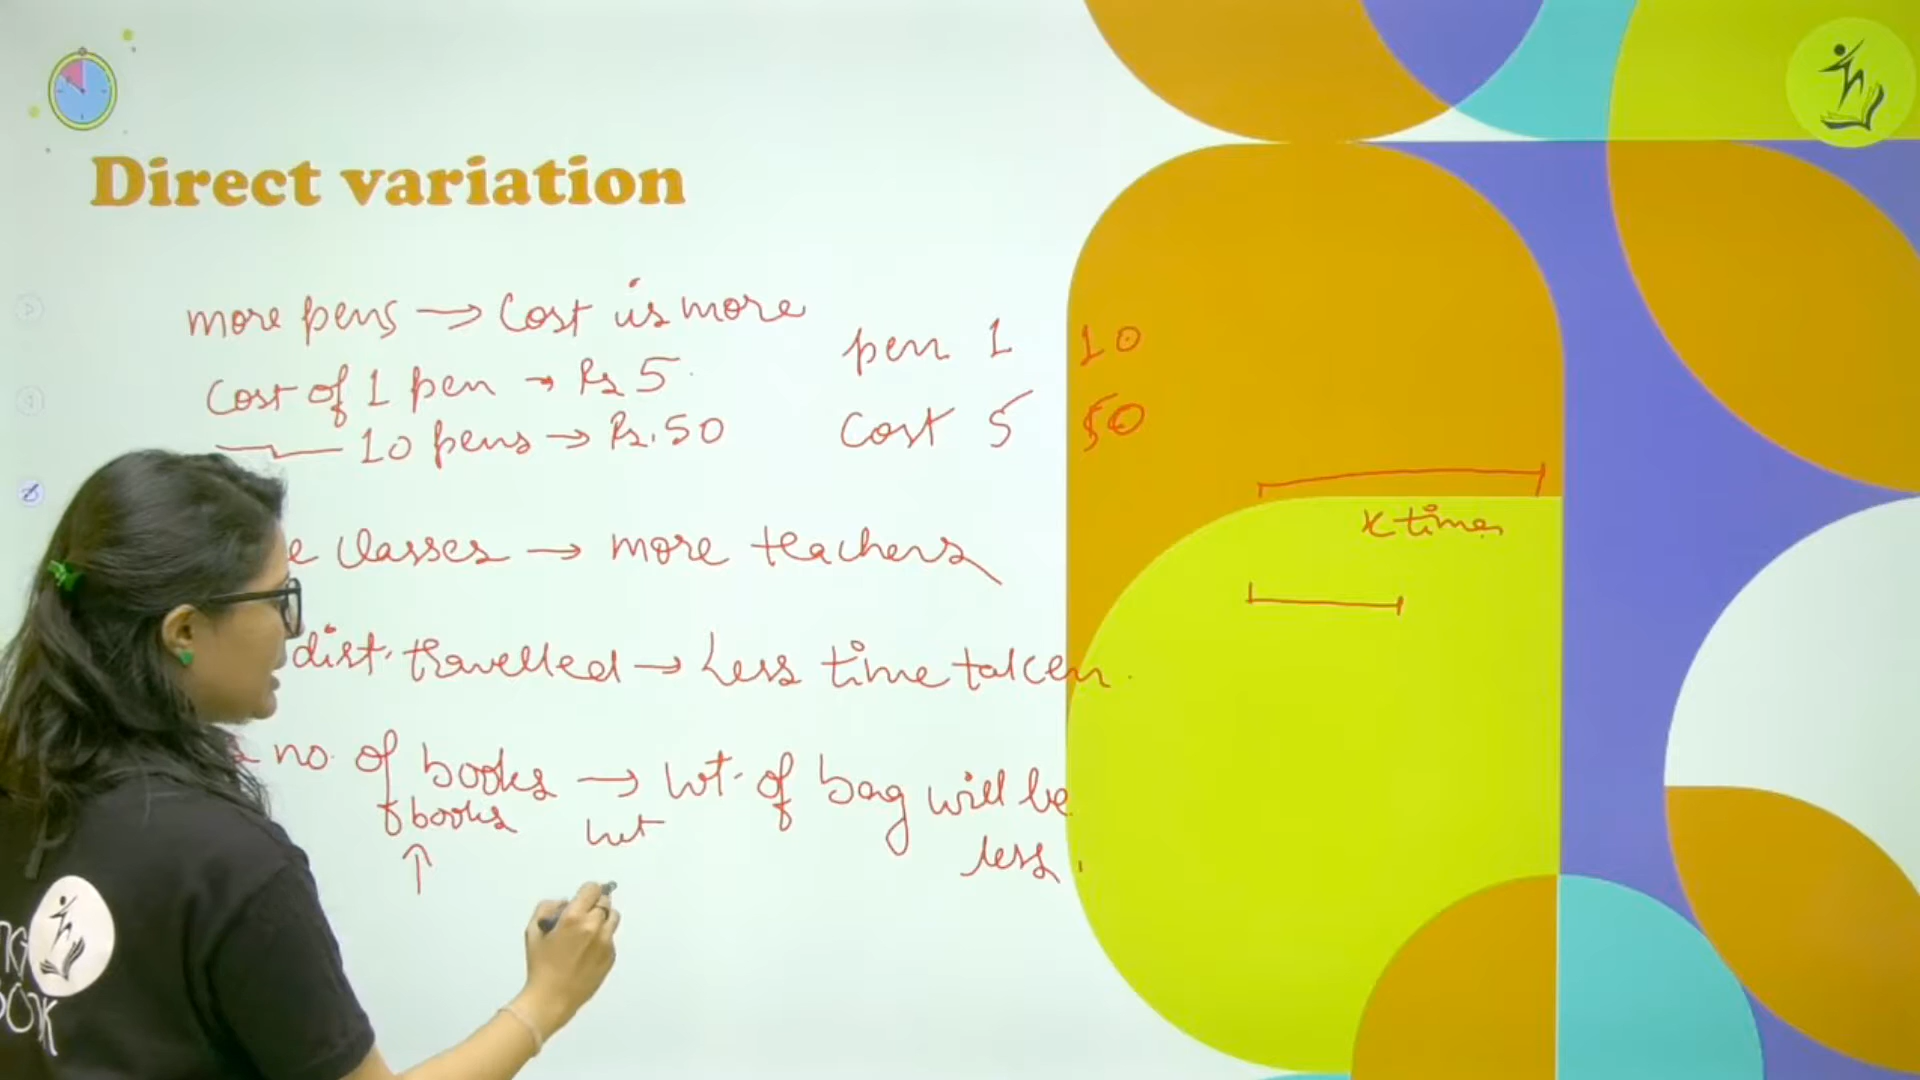 Direct variation
more pens → Cost is more
pen 1 10
Cost of 1 pen → Rs 5
Cost 5 50
10 pens → Rs. 50
x times
classes → more teachers
dist. travelled → Less time taken.
no. of books → wt. of bag will be
less.
books wt
↑